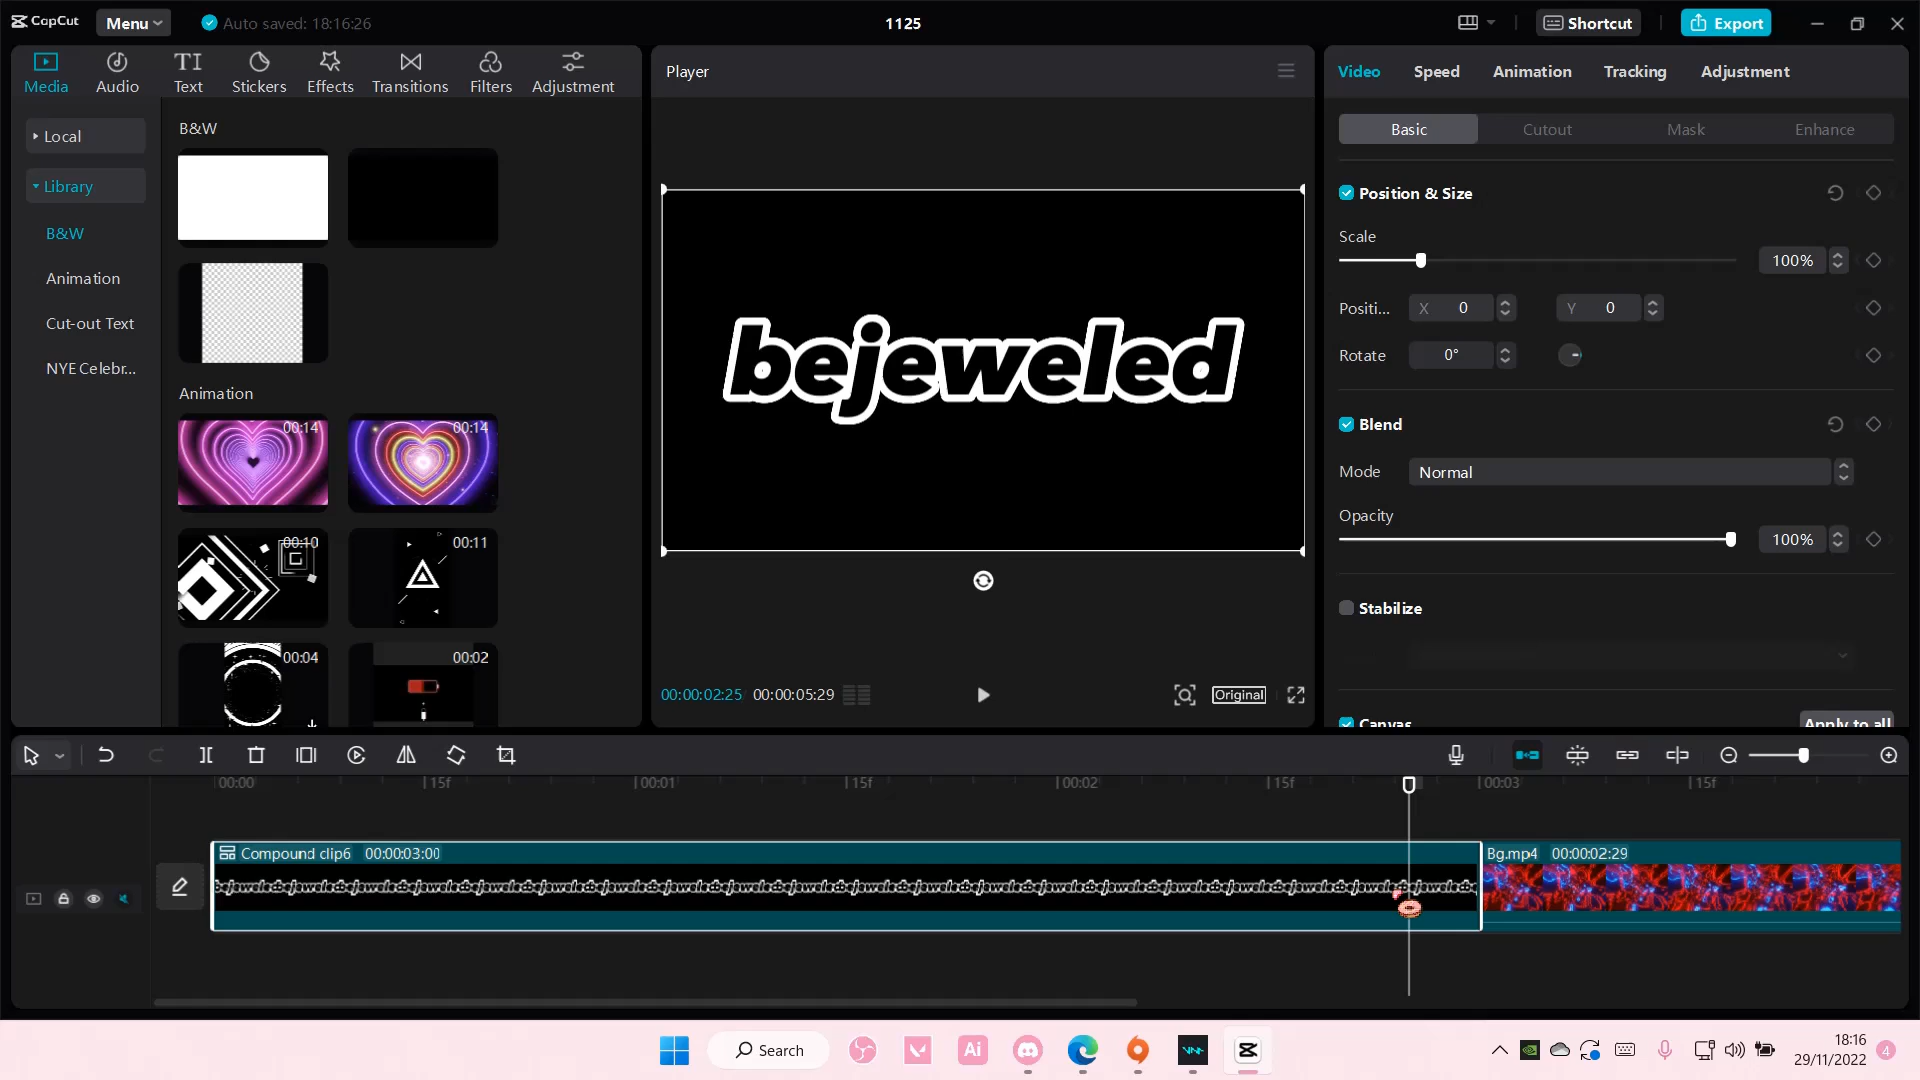 CapCut
Menu
Auto saved: 18:16:26
1125
Shortcut
Export
Media
Audio
Text
Stickers
Effects
Transitions
Filters
Adjustment
Local
Library
B&W
Animation
Cut-out Text
NYE Celebr...
B&W
Animation
00:14
00:14
00:10
00:11
00:04
00:02
Player
bejeweled
00:00:02:25
00:00:05:29
Original
Video
Speed
Animation
Tracking
Adjustment
Basic
Cutout
Mask
Enhance
Position & Size
Scale
100%
Positi...
X 0
Y 0
Rotate
0°
Blend
Mode
Normal
Opacity
100%
Stabilize
Canvas
Apply to all
00:00
15f
00:01
15f
00:02
15f
00:03
15f
Compound clip6 00:00:03:00
Bg.mp4 00:00:02:29
Search
Ai
18:16
29/11/2022
4